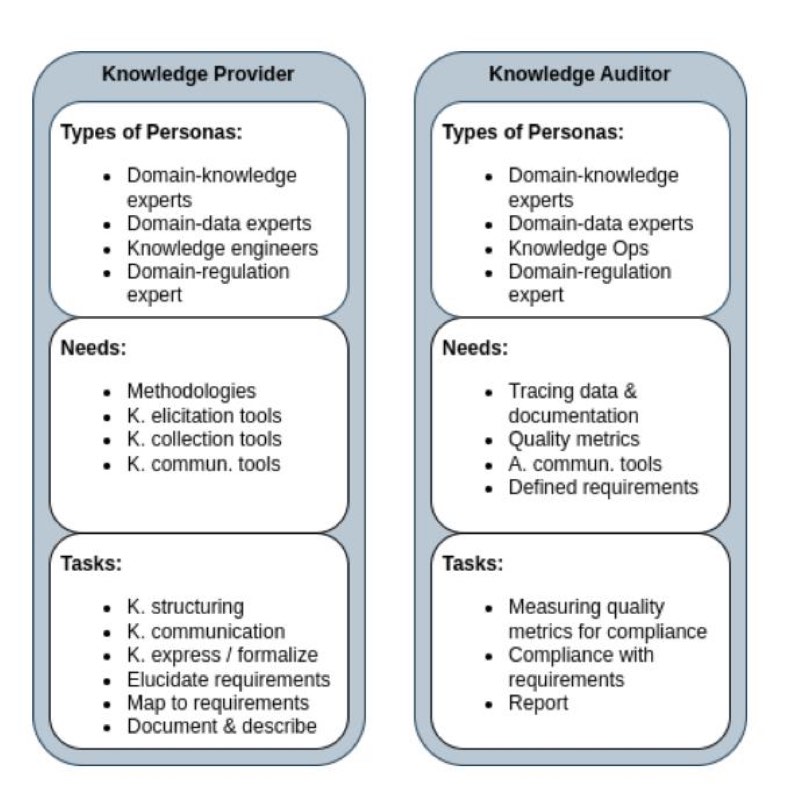 Knowledge Provider
Types of Personas:
Domain-knowledge
experts
Domain-data experts
Knowledge engineers
Domain-regulation
expert
Needs:
Methodologies
K. elicitation tools
K. collection tools
K. commun. tools
Tasks:
K. structuring
K. communication
K. express / formalize
Elucidate requirements
Map to requirements
Document & describe
Knowledge Auditor
Types of Personas:
Domain-knowledge
experts
Domain-data experts
Knowledge Ops
Domain-regulation
expert
Needs:
Tracing data &
documentation
Quality metrics
A. commun. tools
Defined requirements
Tasks:
Measuring quality
metrics for compliance
Compliance with
requirements
Report